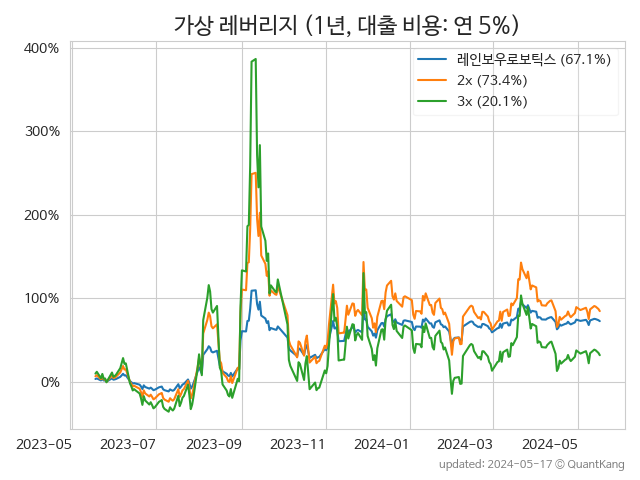 가상 레버리지 (1년, 대출 비용: 연 5%)
400%
300%
200%
100%
0%
레인보우로보틱스 (67.1%)
2x (73.4%)
3x (20.1%)
2023-05 2023-07 2023-09 2023-11 2024-01 2024-03 2024-05
updated: 2024-05-17 © QuantKang